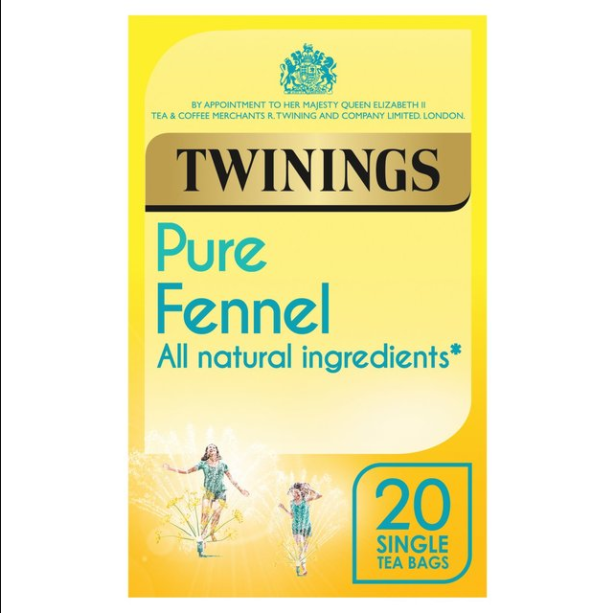 BY APPOINTMENT TO HER MAJESTY QUEEN ELIZABETH II
TEA & COFFEE MERCHANTS R. TWINING AND COMPANY LIMITED. LONDON.
TWININGS
Pure
Fennel
All natural ingredients*
20
SINGLE
TEA BAGS